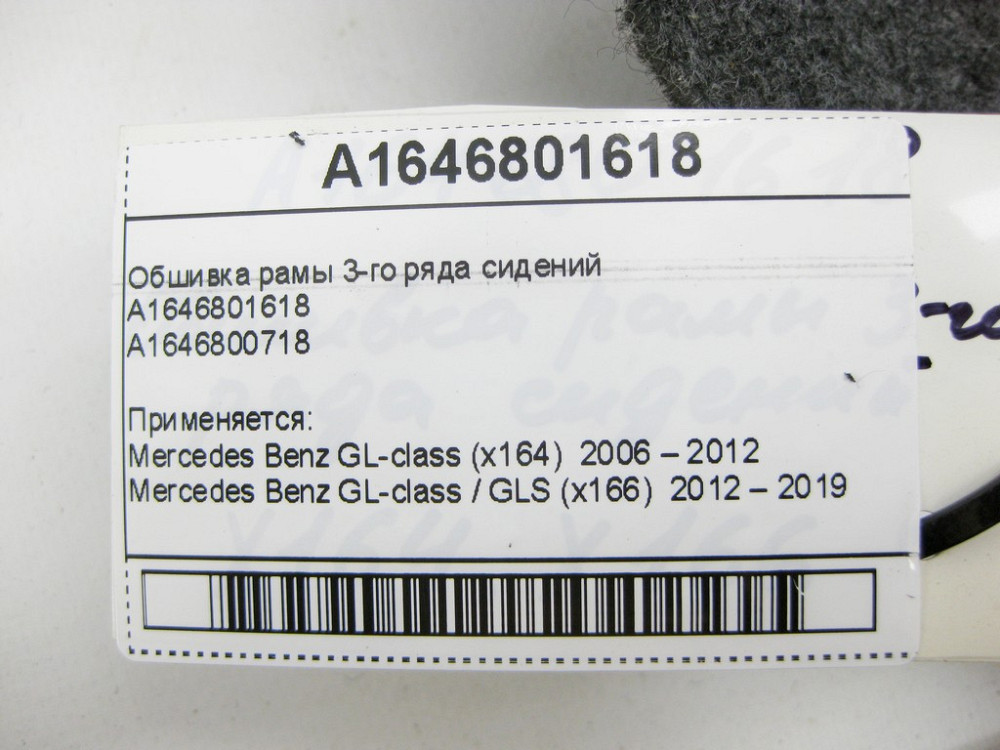 A1646801618
Обшивка рамы 3-го ряда сидений
A1646801618
A1646800718
Применяется:
Mercedes Benz GL-class (x164) 2006 – 2012
Mercedes Benz GL-class / GLS (x166) 2012 – 2019